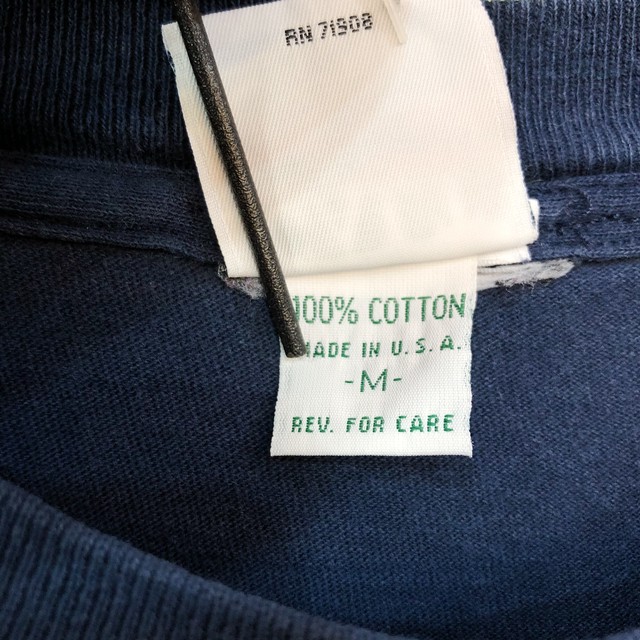 RN 71908
100% COTTON
MADE IN U.S.A.
-M-
REV. FOR CARE